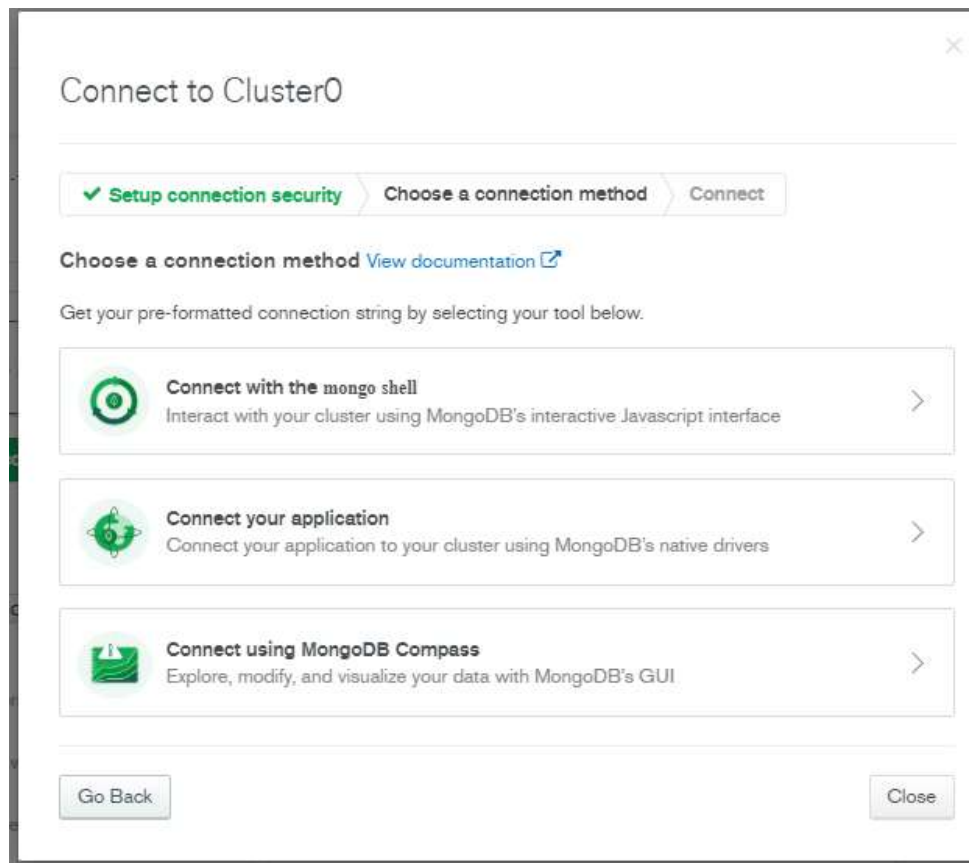 Connect to Cluster0
Setup connection security
Choose a connection method
Connect
Choose a connection method View documentation
Get your pre-formatted connection string by selecting your tool below.
Connect with the mongo shell
Interact with your cluster using MongoDB's interactive Javascript interface
Connect your application
Connect your application to your cluster using MongoDB's native drivers
Connect using MongoDB Compass
Explore, modify, and visualize your data with MongoDB's GUI
Go Back
Close